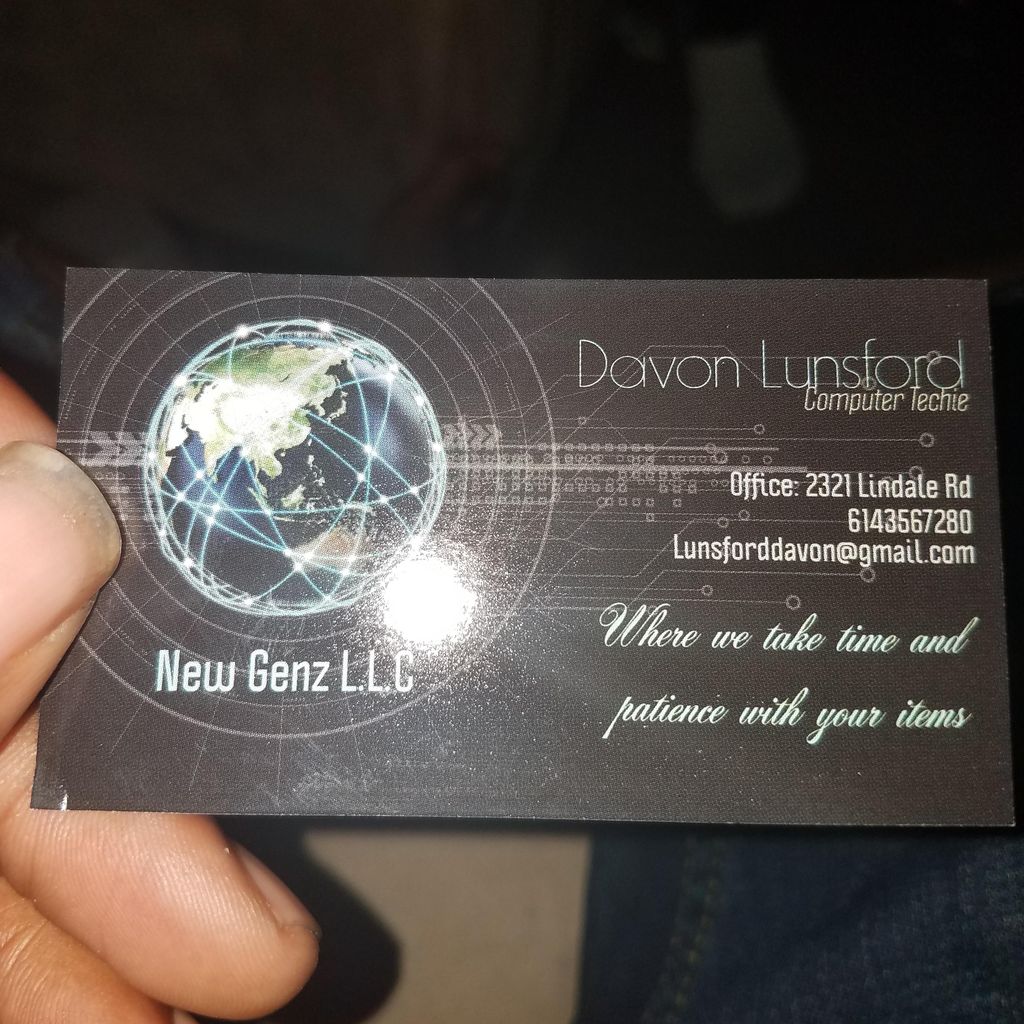 Davon Lunsford
Computer Techie
Office: 2321 Lindale Rd
6143567280
Lunsforddavon@gmail.com
Where we take time and
patience with your items
New Genz L.L.C